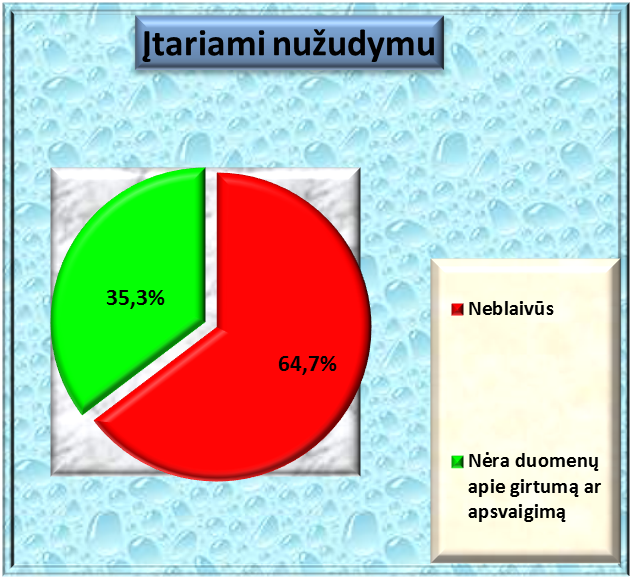 Įtariami nužudymu
35,3%
64,7%
Neblaivūs
Nėra duomenų
apie girtumą ar
apsvaigimą